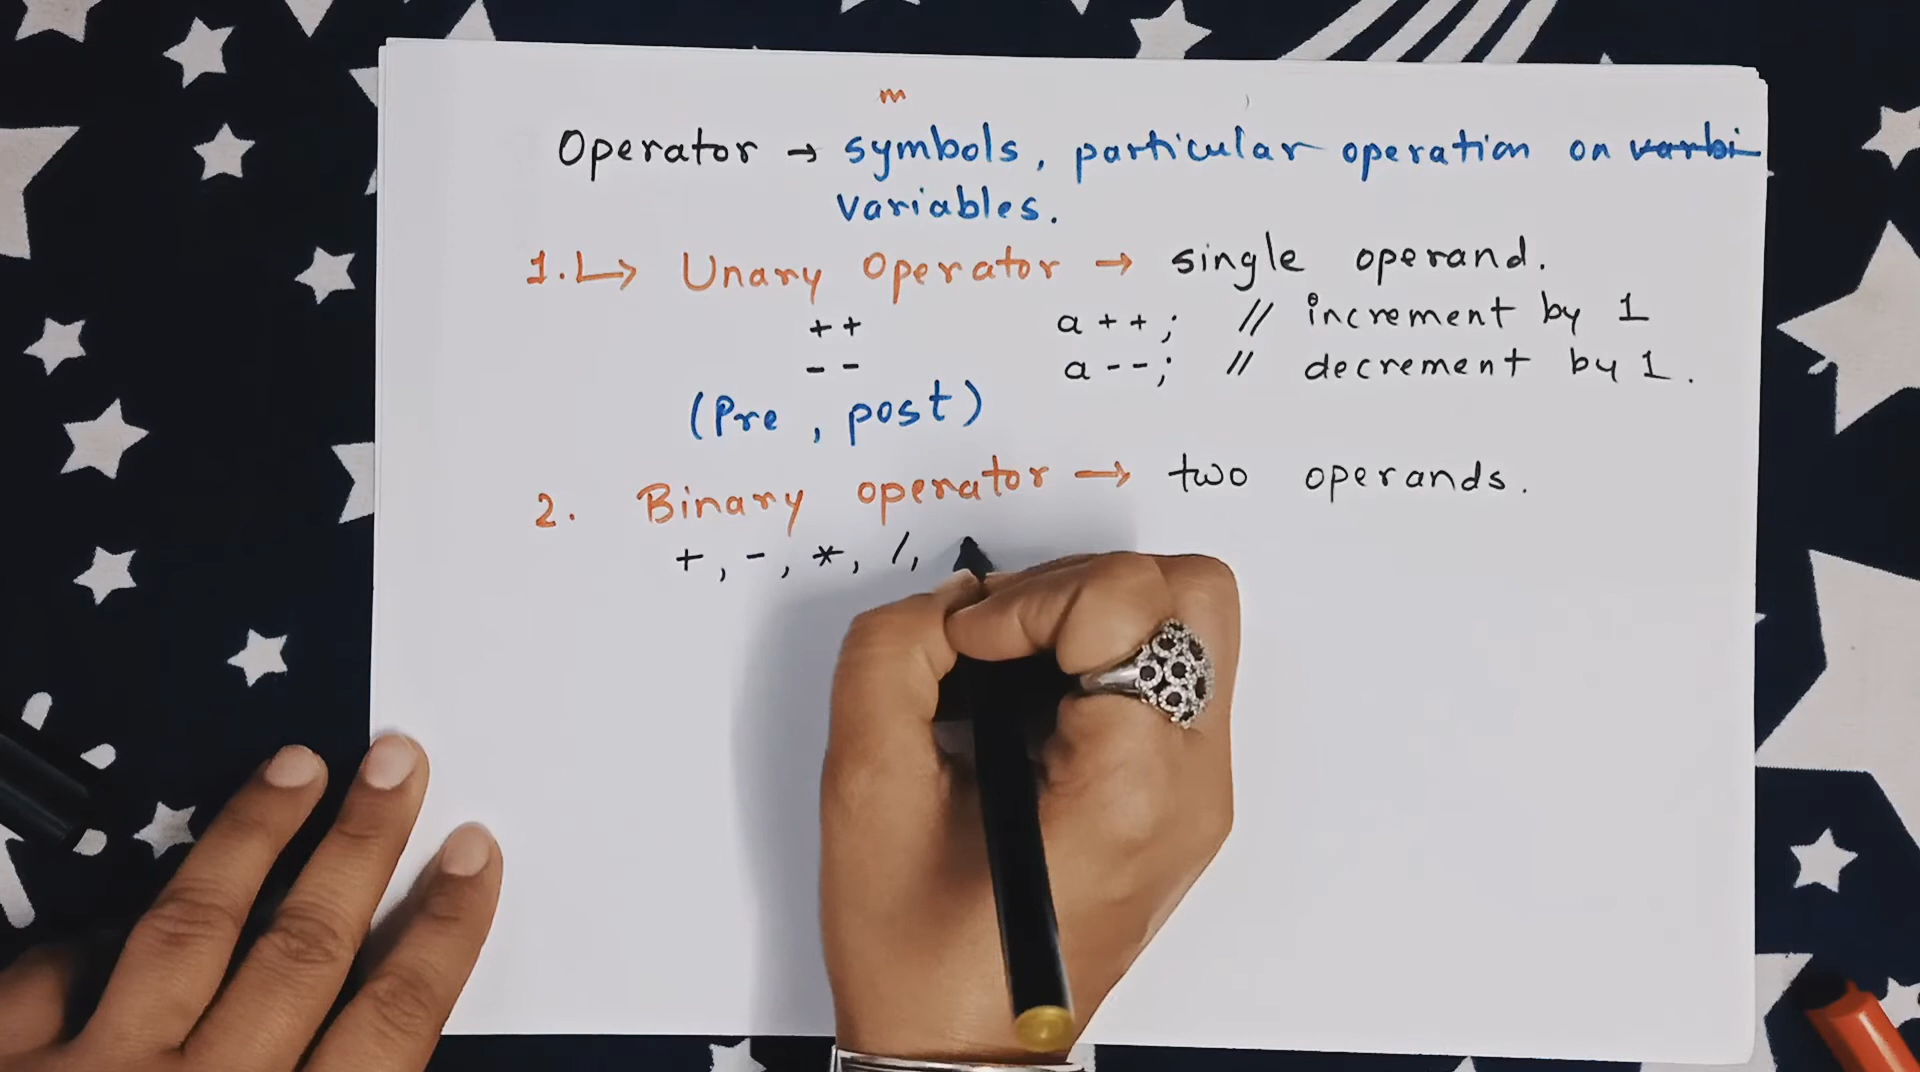 m
Operator → symbols, particular operation on varbi
variables.
1. ↳ Unary Operator → single operand.
++ a++; // increment by 1
-- a--; // decrement by 1.
(Pre, post)
2. Binary operator → two operands.
+, -, *, /,